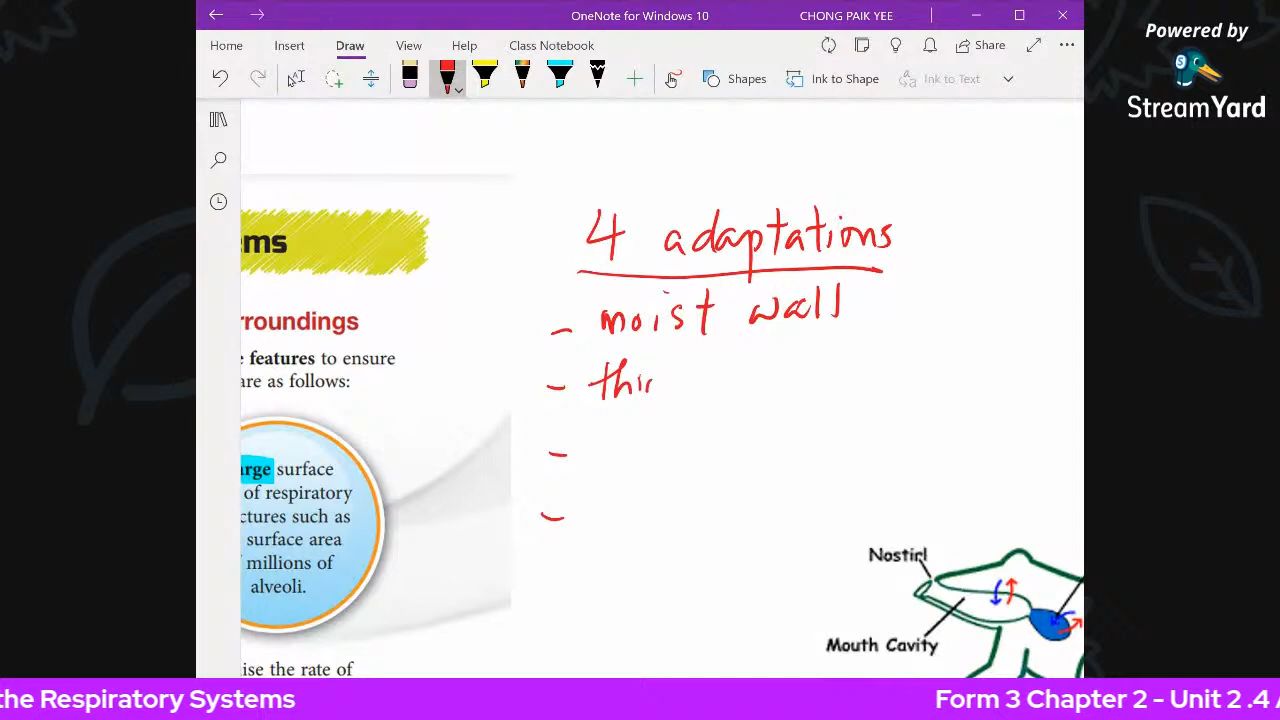 OneNote for Windows 10
CHONG PAIK YEE
Powered by
StreamYard
Home
Insert
Draw
View
Help
Class Notebook
Share
Shapes
Ink to Shape
Ink to Text
ms
4 adaptations
- moist wall
rroundings
e features to ensure
are as follows:
- thin
-
-
arge surface
of respiratory
ctures such as
surface area
millions of
alveoli.
Nostirl
Mouth Cavity
ise the rate of
the Respiratory Systems
Form 3 Chapter 2 - Unit 2 .4